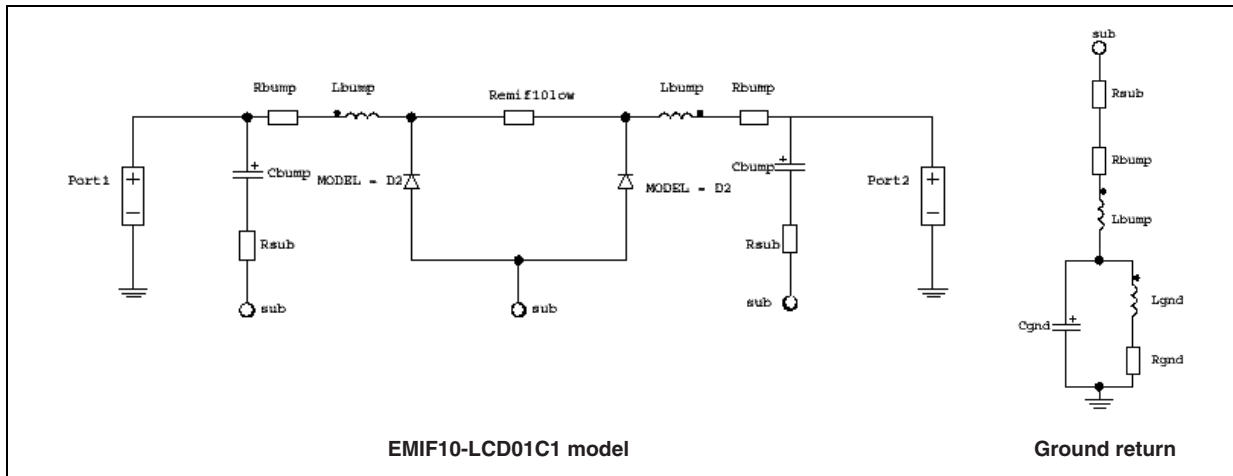 Rbump
Lbump
Remif10low
Lbump
Rbump
Port1
Cbump
MODEL = D2
MODEL = D2
Cbump
Port2
Rsub
Rsub
sub
sub
sub
EMIF10-LCD01C1 model
sub
Rsub
Rbump
Lbump
Lgnd
Cgnd
Rgnd
Ground return